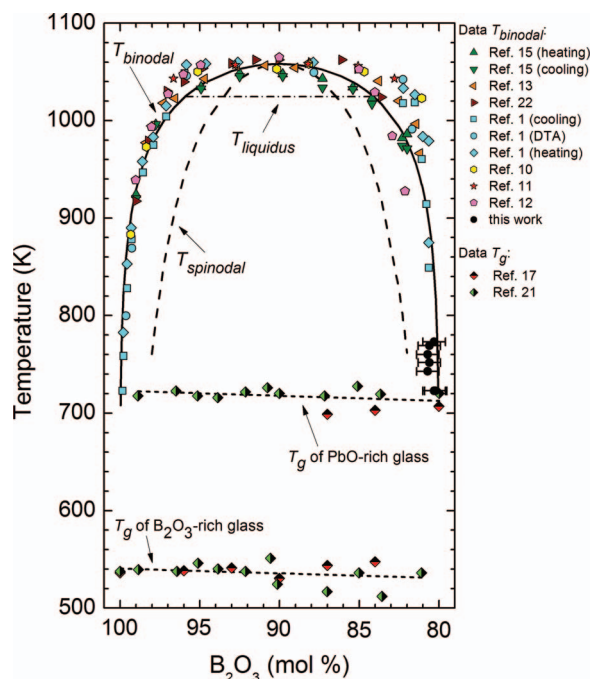 Data T_binodal:
Ref. 15 (heating)
Ref. 15 (cooling)
Ref. 13
Ref. 22
Ref. 1 (cooling)
Ref. 1 (DTA)
Ref. 1 (heating)
Ref. 10
Ref. 11
Ref. 12
this work
Data T_g:
Ref. 17
Ref. 21
T_binodal
T_liquidus
T_spinodal
T_g of PbO-rich glass
T_g of B₂O₃-rich glass
Temperature (K)
1100
1000
900
800
700
600
500
100 95 90 85 80
B₂O₃ (mol %)